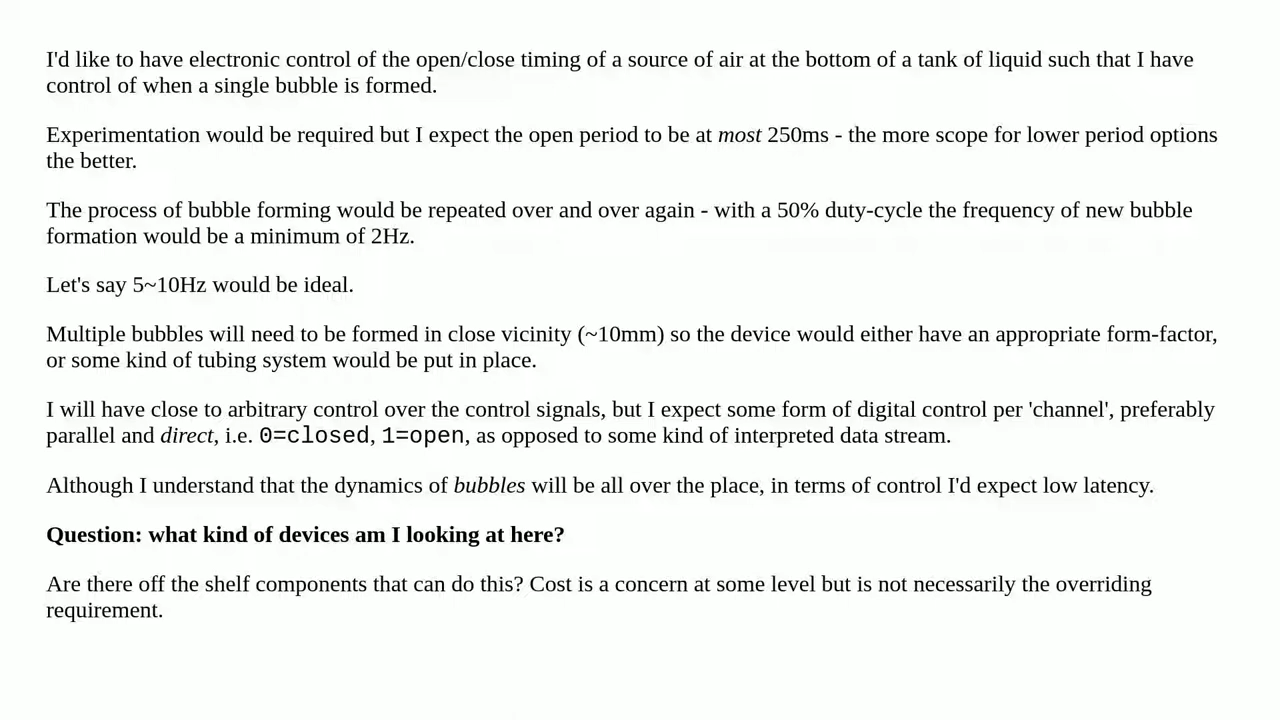 I'd like to have electronic control of the open/close timing of a source of air at the bottom of a tank of liquid such that I have
control of when a single bubble is formed.
Experimentation would be required but I expect the open period to be at most 250ms - the more scope for lower period options
the better.
The process of bubble forming would be repeated over and over again - with a 50% duty-cycle the frequency of new bubble
formation would be a minimum of 2Hz.
Let's say 5~10Hz would be ideal.
Multiple bubbles will need to be formed in close vicinity (~10mm) so the device would either have an appropriate form-factor,
or some kind of tubing system would be put in place.
I will have close to arbitrary control over the control signals, but I expect some form of digital control per 'channel', preferably
parallel and direct, i.e. 0=closed, 1=open, as opposed to some kind of interpreted data stream.
Although I understand that the dynamics of bubbles will be all over the place, in terms of control I'd expect low latency.
Question: what kind of devices am I looking at here?
Are there off the shelf components that can do this? Cost is a concern at some level but is not necessarily the overriding
requirement.